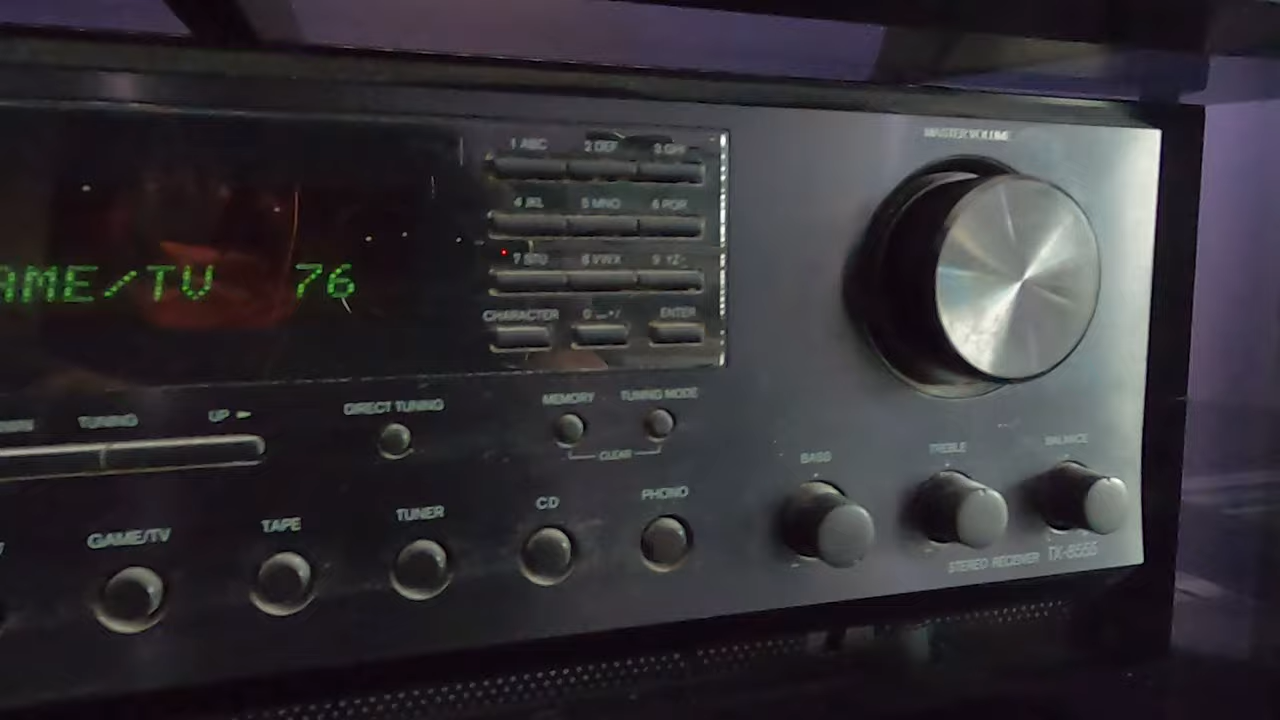 MASTER VOLUME
1 ABC 2 DEF 3 GHI
4 JKL 5 MNO 6 PQR
AME/TV 76
7 STU 8 VWX 9 YZ
CHARACTER 0 ENTER
TUNING UP
DIRECT TUNING
MEMORY TUNING MODE
CLEAR
BASS TREBLE BALANCE
GAME/TV TAPE TUNER CD PHONO
STEREO RECEIVER TX-8555